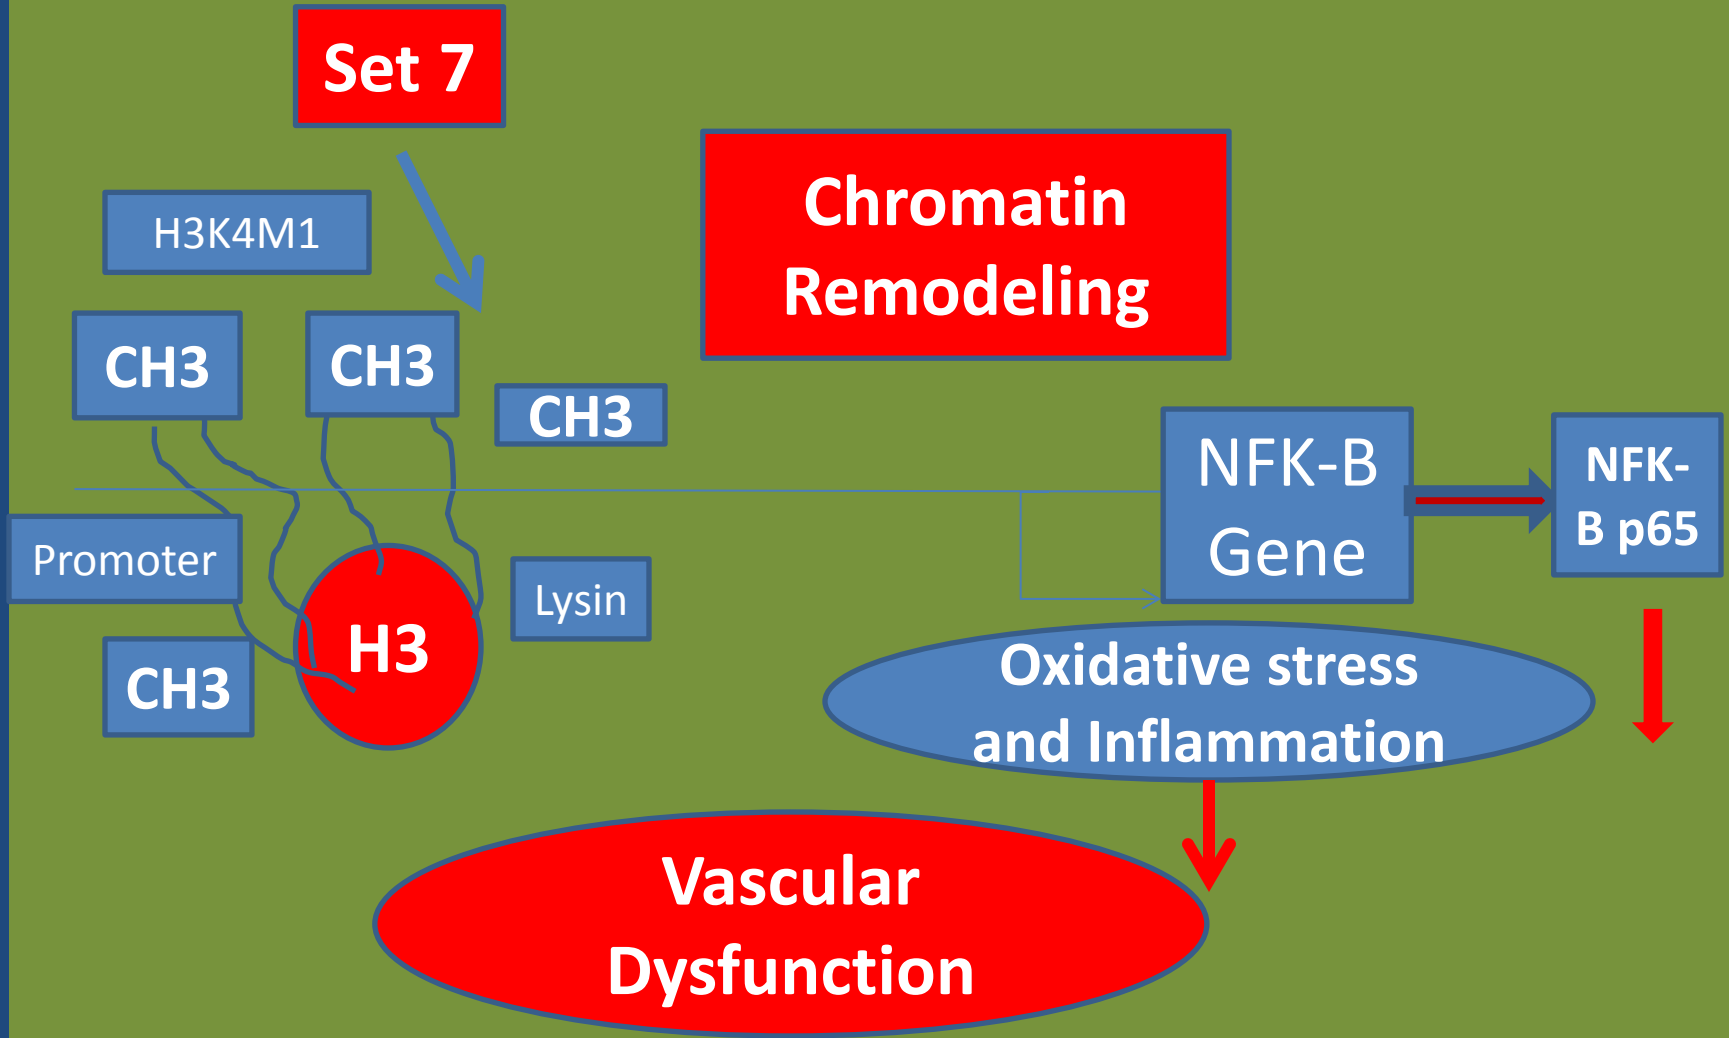 Set 7
Chromatin
Remodeling
H3K4M1
CH3
CH3
CH3
NFK-B
Gene
NFK-
B p65
Promoter
Lysin
H3
CH3
Oxidative stress
and Inflammation
Vascular
Dysfunction